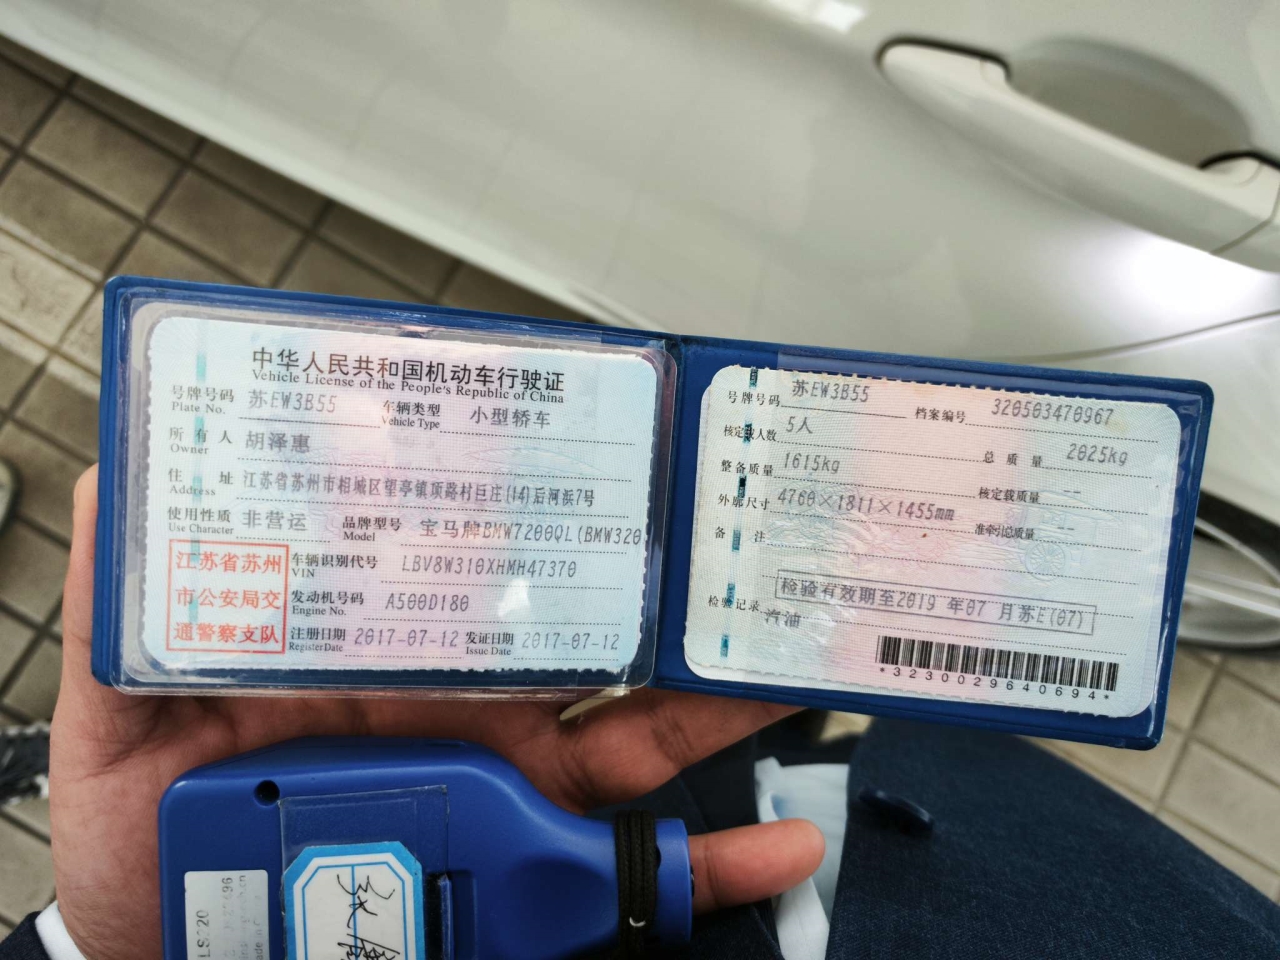 中华人民共和国机动车行驶证
Vehicle License of the People's Republic of China
号牌号码 Plate No. 苏EW3B55 车辆类型 Vehicle Type 小型轿车
所有人 Owner 胡泽惠
住址 Address 江苏省苏州市相城区望亭镇项路村巨庄(14)后河浜7号
使用性质 Use Character 非营运 品牌型号 Model 宝马牌BMW7200QL(BMW320
江苏省苏州
市公安局交
通警察支队
车辆识别代号 VIN LBV8W310XHMH47370
发动机号码 Engine No. A500D180
注册日期 Register Date 2017-07-12 发证日期 Issue Date 2017-07-12
号牌号码 苏EW3B55 档案编号 320503470967
核定载人数 5人 总质量 2025kg
整备质量 1615kg 核定载质量 --
外廓尺寸 4760×1811×1455mm 准牵引总质量 --
备注
检验有效期至2019年07月苏E(07)
检验记录 汽油
*3230029640694*